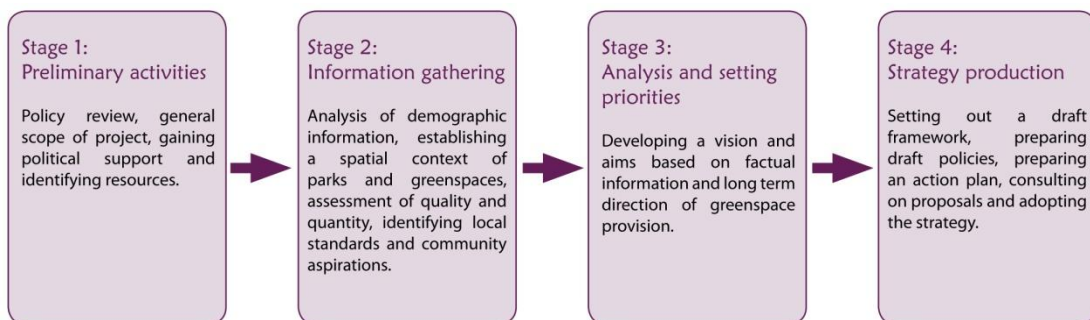 Stage 1:
Preliminary activities
Policy review, general
scope of project, gaining
political support and
identifying resources.
Stage 2:
Information gathering
Analysis of demographic
information, establishing
a spatial context of
parks and greenspaces,
assessment of quality and
quantity, identifying local
standards and community
aspirations.
Stage 3:
Analysis and setting
priorities
Developing a vision and
aims based on factual
information and long term
direction of greenspace
provision.
Stage 4:
Strategy production
Setting out a draft
framework, preparing
draft policies, preparing
an action plan, consulting
on proposals and adopting
the strategy.